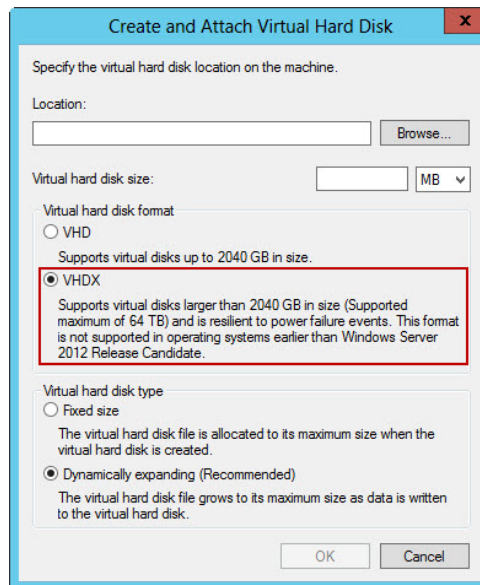 Create and Attach Virtual Hard Disk
x
Specify the virtual hard disk location on the machine.
Location:
Browse...
Virtual hard disk size:
MB
Virtual hard disk format
VHD
Supports virtual disks up to 2040 GB in size.
VHDX
Supports virtual disks larger than 2040 GB in size (Supported
maximum of 64 TB) and is resilient to power failure events. This format
is not supported in operating systems earlier than Windows Server
2012 Release Candidate.
Virtual hard disk type
Fixed size
The virtual hard disk file is allocated to its maximum size when the
virtual hard disk is created.
Dynamically expanding (Recommended)
The virtual hard disk file grows to its maximum size as data is written
to the virtual hard disk.
OK
Cancel